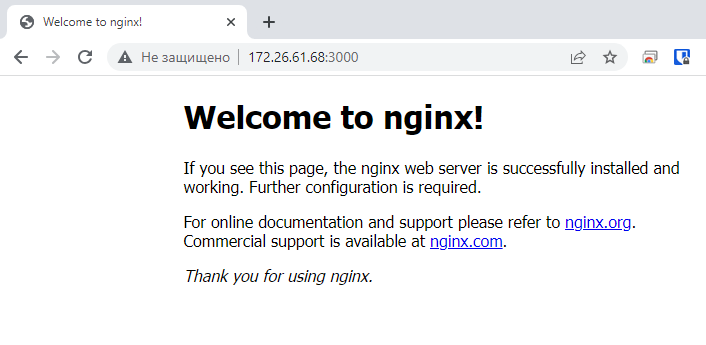 Welcome to nginx!
Не защищено 172.26.61.68:3000
Welcome to nginx!
If you see this page, the nginx web server is successfully installed and
working. Further configuration is required.
For online documentation and support please refer to nginx.org.
Commercial support is available at nginx.com.
Thank you for using nginx.